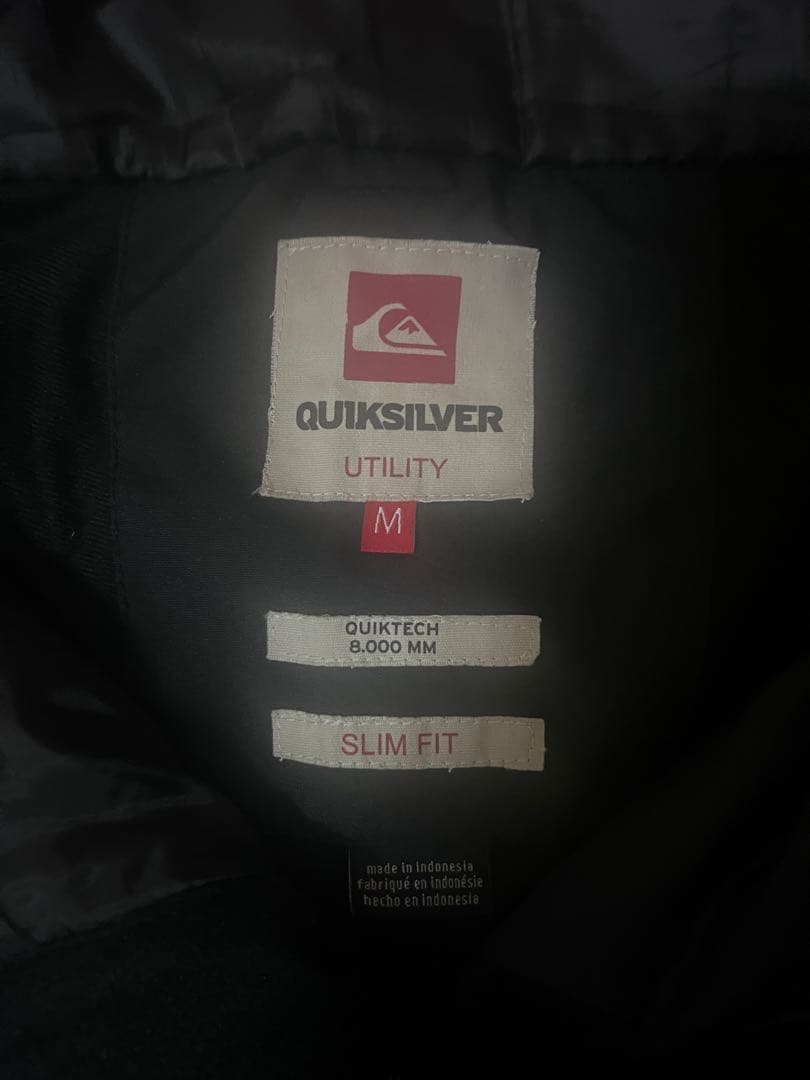 QUIKSILVER
UTILITY
M
QUIKTECH
8.000 MM
SLIM FIT
made in indonesia
fabriqué en indonésie
hecho en indonesia